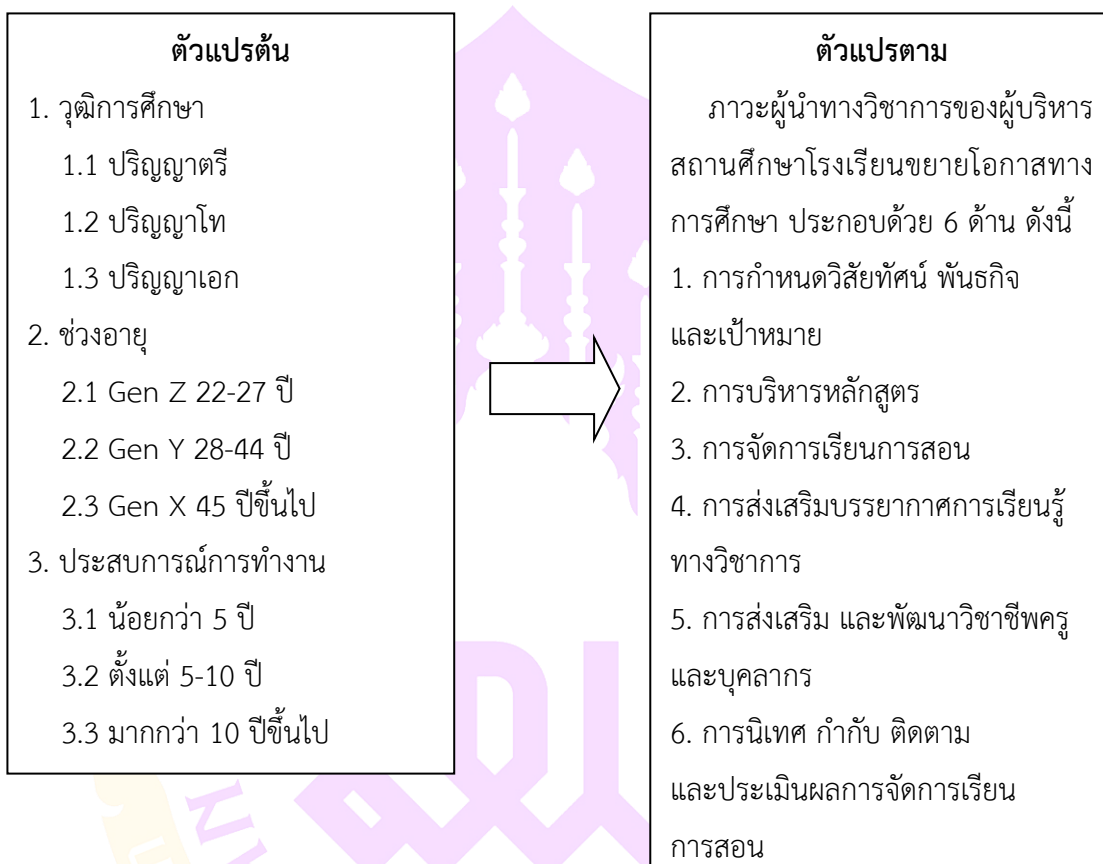 ตัวแปรต้น
1. วุฒิการศึกษา
1.1 ปริญญาตรี
1.2 ปริญญาโท
1.3 ปริญญาเอก
2. ช่วงอายุ
2.1 Gen Z 22-27 ปี
2.2 Gen Y 28-44 ปี
2.3 Gen X 45 ปีขึ้นไป
3. ประสบการณ์การทำงาน
3.1 น้อยกว่า 5 ปี
3.2 ตั้งแต่ 5-10 ปี
3.3 มากกว่า 10 ปีขึ้นไป
ตัวแปรตาม
ภาวะผู้นำทางวิชาการของผู้บริหาร
สถานศึกษาโรงเรียนขยายโอกาสทาง
การศึกษา ประกอบด้วย 6 ด้าน ดังนี้
1. การกำหนดวิสัยทัศน์ พันธกิจ
และเป้าหมาย
2. การบริหารหลักสูตร
3. การจัดการเรียนการสอน
4. การส่งเสริมบรรยากาศการเรียนรู้
ทางวิชาการ
5. การส่งเสริม และพัฒนาวิชาชีพครู
และบุคลากร
6. การนิเทศ กำกับ ติดตาม
และประเมินผลการจัดการเรียน
การสอน